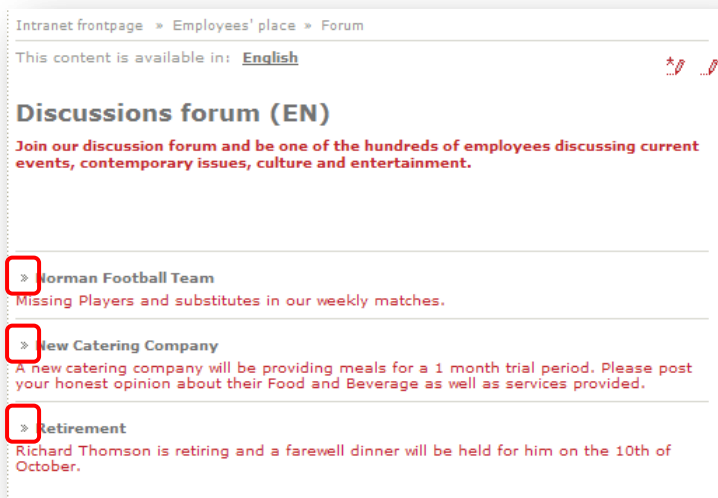 Intranet frontpage » Employees' place » Forum
This content is available in: English
Discussions forum (EN)
Join our discussion forum and be one of the hundreds of employees discussing current
events, contemporary issues, culture and entertainment.
» Norman Football Team
Missing Players and substitutes in our weekly matches.
» New Catering Company
A new catering company will be providing meals for a 1 month trial period. Please post
your honest opinion about their Food and Beverage as well as services provided.
» Retirement
Richard Thomson is retiring and a farewell dinner will be held for him on the 10th of
October.